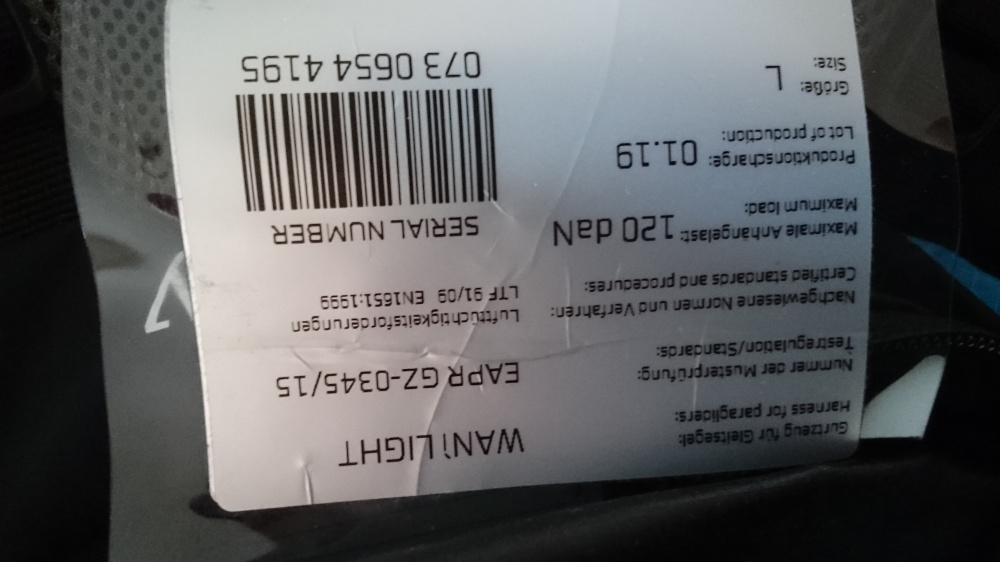 Gurtzeug für Gleitsegel:
Harness for paragliders:
WANI LIGHT
Nummer der Musterprüfung:
Testregulation/Standards:
EAPR GZ-0345/15
Nachgewiesene Normen und Verfahren:
Certified standards and procedures:
Lufttüchtigkeitsforderungen
LTF 91/09 EN1651:1999
Maximale Anhängelast:
Maximum load:
120 daN
Produktionscharge:
Lot of production:
01.19
Größe:
Size:
L
SERIAL NUMBER
073 0654 4195